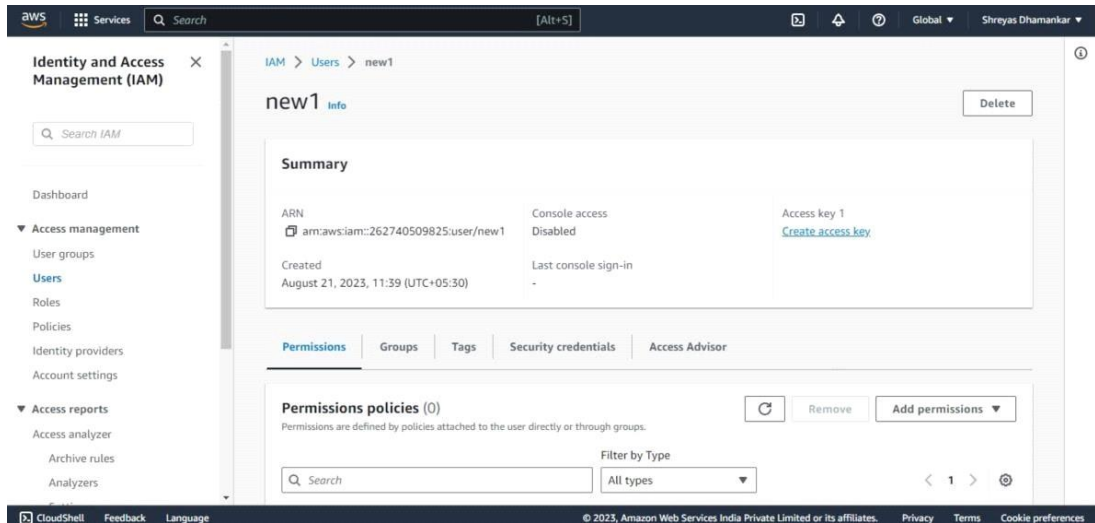 aws Services Search [Alt+S] Global Shreyas Dhamankar
Identity and Access
Management (IAM)
Search IAM
Dashboard
Access management
User groups
Users
Roles
Policies
Identity providers
Account settings
Access reports
Access analyzer
Archive rules
Analyzers
IAM > Users > new1
new1 Info
Delete
Summary
ARN
arn:aws:iam::262740509825:user/new1
Created
August 21, 2023, 11:39 (UTC+05:30)
Console access
Disabled
Last console sign-in
-
Access key 1
Create access key
Permissions Groups Tags Security credentials Access Advisor
Permissions policies (0)
Permissions are defined by policies attached to the user directly or through groups.
Remove Add permissions
Filter by Type
Search All types < 1 >
CloudShell Feedback Language © 2023, Amazon Web Services India Private Limited or its affiliates. Privacy Terms Cookie preferences